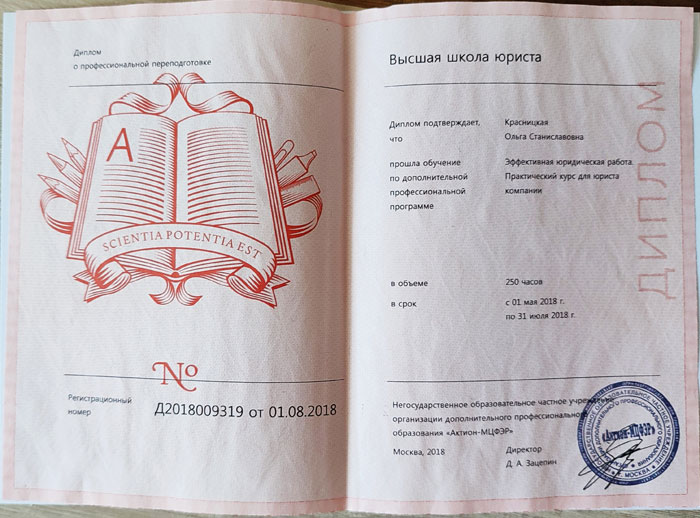 Диплом
о профессиональной переподготовке
A
SCIENTIA POTENTIA EST
No
Регистрационный
номер
Д2018009319 от 01.08.2018
Высшая школа юриста
Диплом подтверждает,
что
Красницкая
Ольга Станиславовна
прошла обучение
по дополнительной
профессиональной
программе
Эффективная юридическая работа.
Практический курс для юриста
компании
в объеме
250 часов
в срок
с 01 мая 2018 г.
по 31 июля 2018 г.
ДИПЛОМ
Негосударственное образовательное частное учреждение
организации дополнительного профессионального
образования «Актион-МЦФЭР»
Москва, 2018
Директор
Д. А. Зацепин
«Актион-МЦФЭР»
МОСКВА